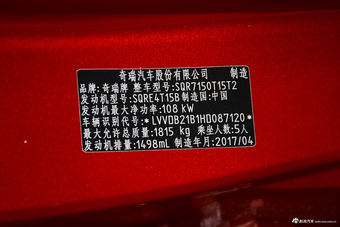 奇瑞汽车股份有限公司 制造
品牌: 奇瑞牌 整车型号: SQR7150T15T2
发动机型号: SQRE4T15B 制造国: 中国
发动机最大净功率: 108 kW
车辆识别代号: *LVVDB21B1HD087120*
最大允许总质量: 1815 kg 乘坐人数: 5人
发动机排量: 1498mL 制造年月: 2017/04